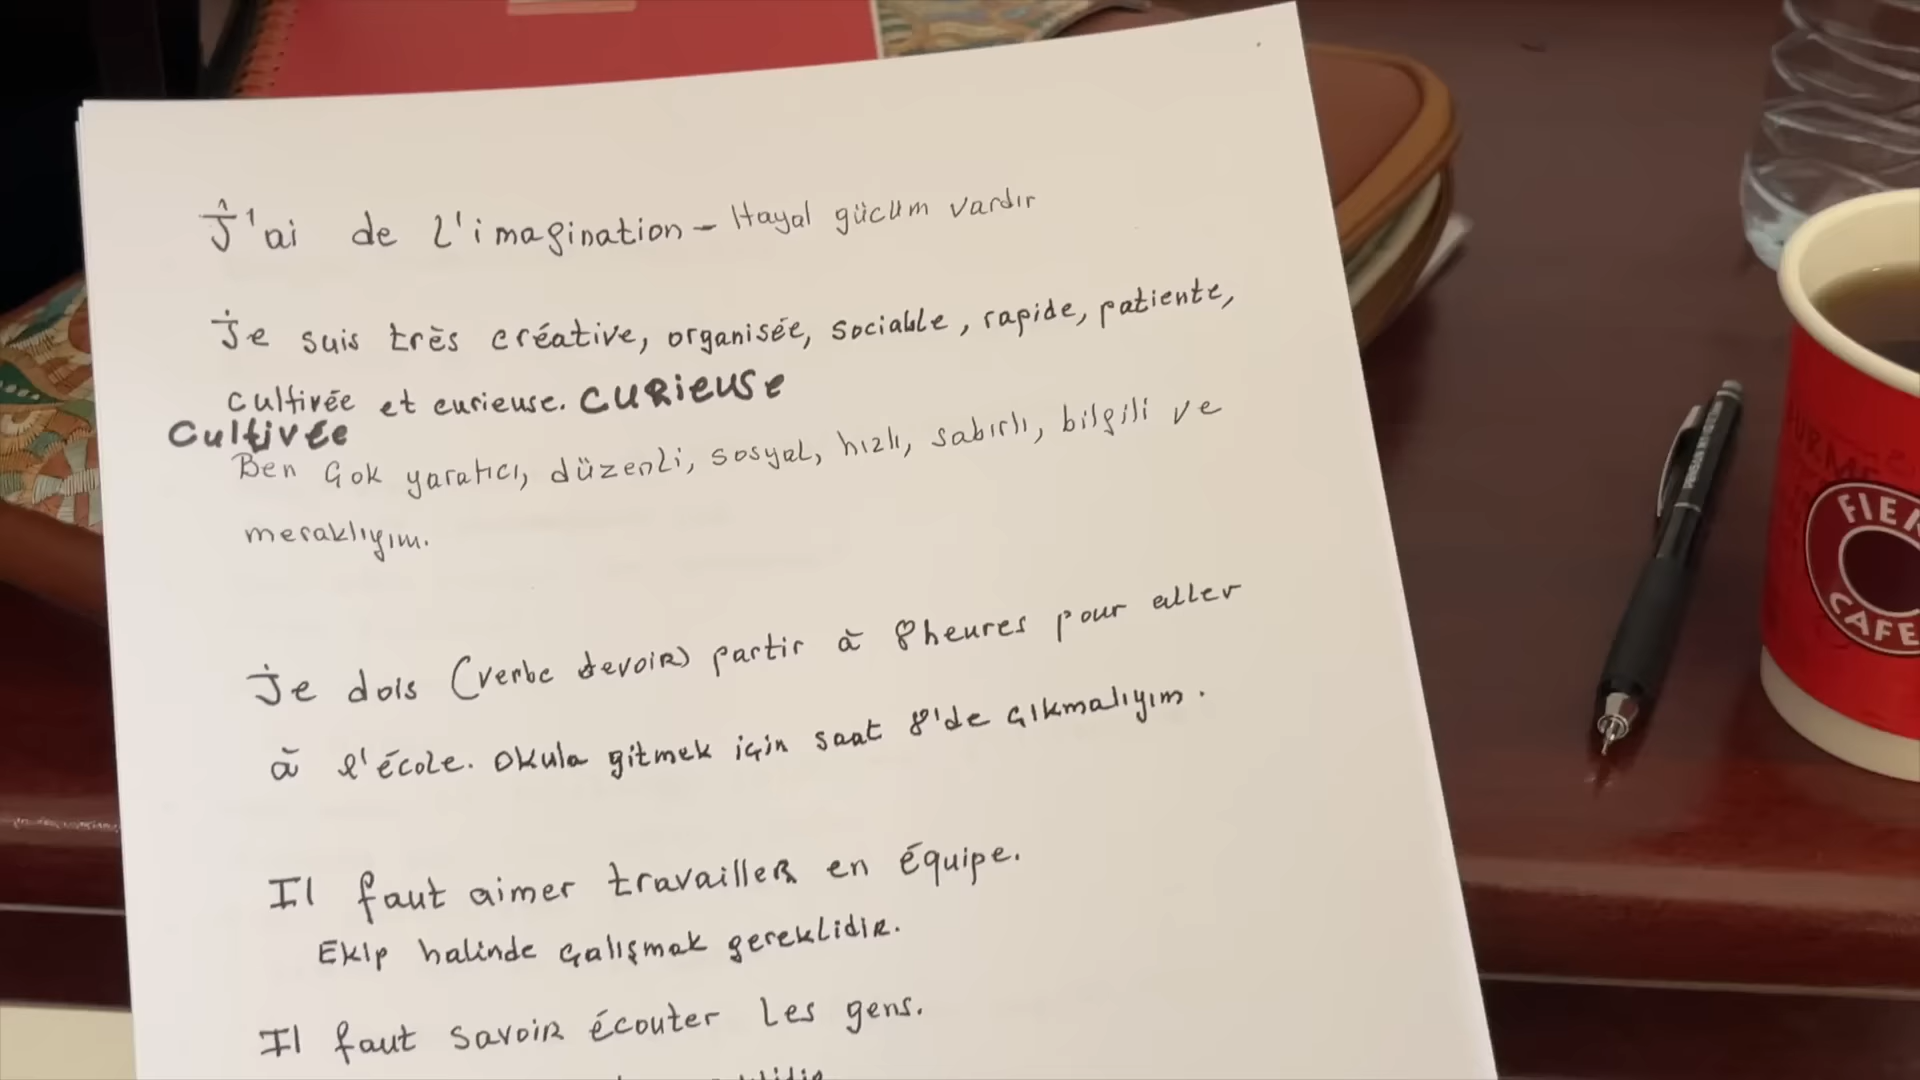 J'ai de l'imagination - Hayal gücüm vardır
je suis très créative, organisée, sociable, rapide, patiente,
cultivée et curieuse. CURIEUSE
Cultivée
Ben çok yaratıcı, düzenli, sosyal, hızlı, sabırlı, bilgili ve
meraklıyım.
je dois (verbe devoir) partir à 8heures pour aller
à l'école. Okula gitmek için saat 8'de çıkmalıyım.
Il faut aimer travailler en équipe.
Ekip halinde çalışmak gereklidir.
Il faut savoir écouter les gens.
CAFE